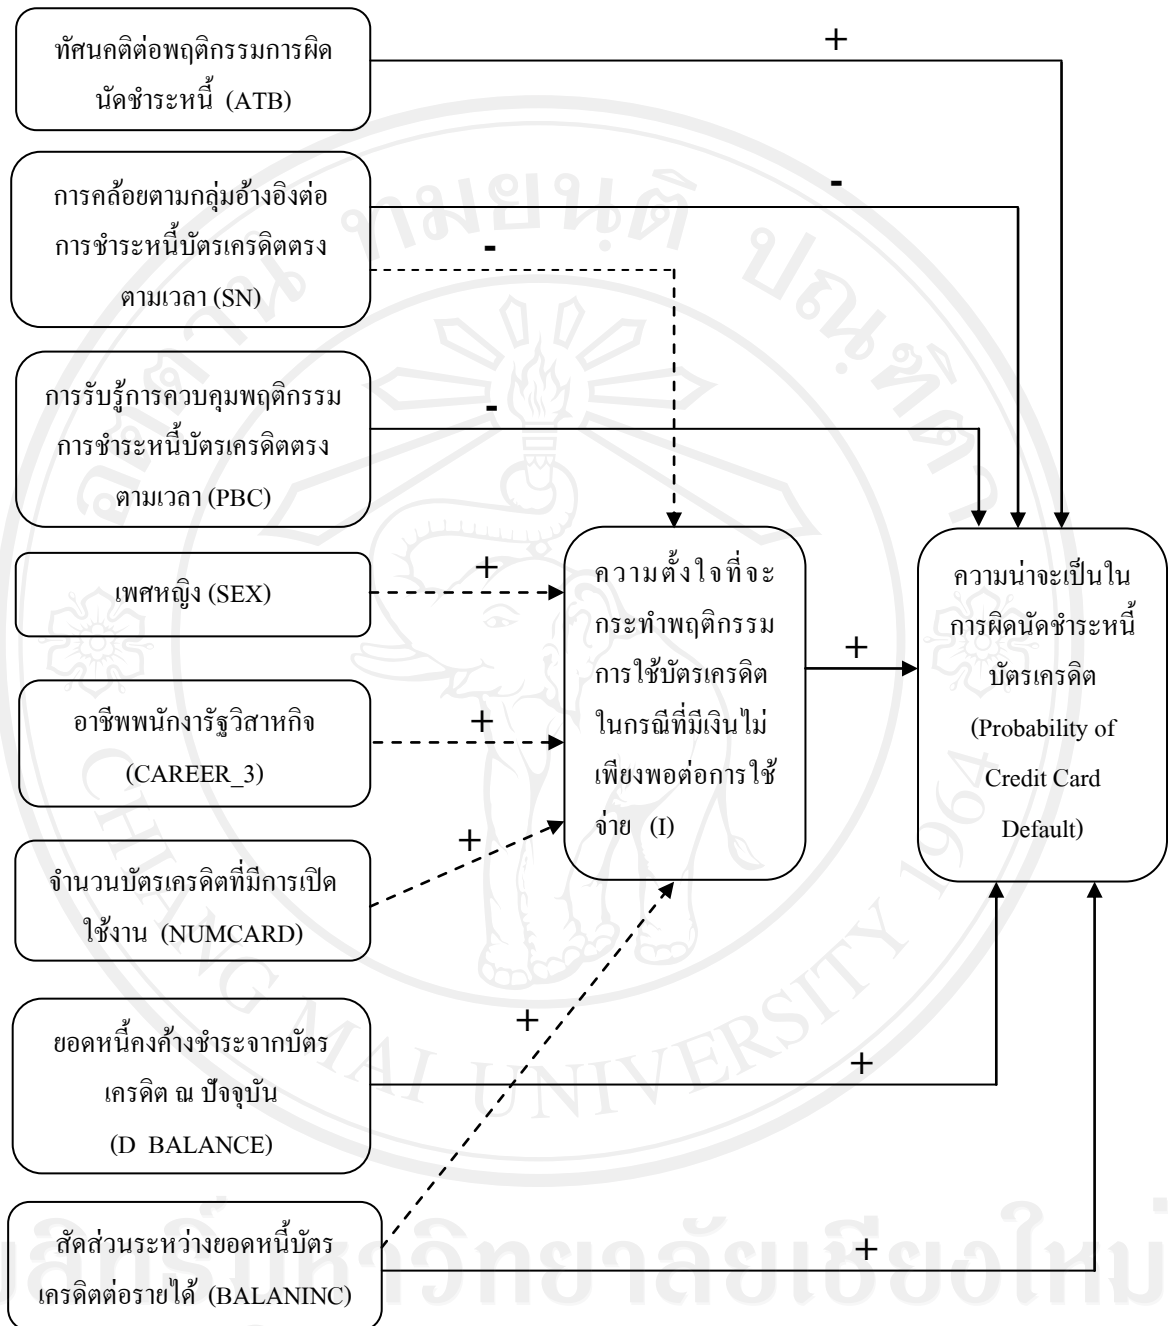 ทัศนคติต่อพฤติกรรมการผิด
นัดชำระหนี้ (ATB)
+
การคล้อยตามกลุ่มอ้างอิงต่อ
การชำระหนี้บัตรเครดิตตรง
ตามเวลา (SN)
-
-
การรับรู้การควบคุมพฤติกรรม
การชำระหนี้บัตรเครดิตตรง
ตามเวลา (PBC)
-
เพศหญิง (SEX)
+
อาชีพพนักงารัฐวิสาหกิจ
(CAREER_3)
+
จำนวนบัตรเครดิตที่มีการเปิด
ใช้งาน (NUMCARD)
+
ยอดหนี้คงค้างชำระจากบัตร
เครดิต ณ ปัจจุบัน
(D BALANCE)
+
สัดส่วนระหว่างยอดหนี้บัตร
เครดิตต่อรายได้ (BALANINC)
+
+
ความตั้งใจที่จะ
กระทำพฤติกรรม
การใช้บัตรเครดิต
ในกรณีที่มีเงินไม่
เพียงพอต่อการใช้
จ่าย (I)
+
ความน่าจะเป็นใน
การผิดนัดชำระหนี้
บัตรเครดิต
(Probability of
Credit Card
Default)
CHIANG MAI UNIVERSITY 1964